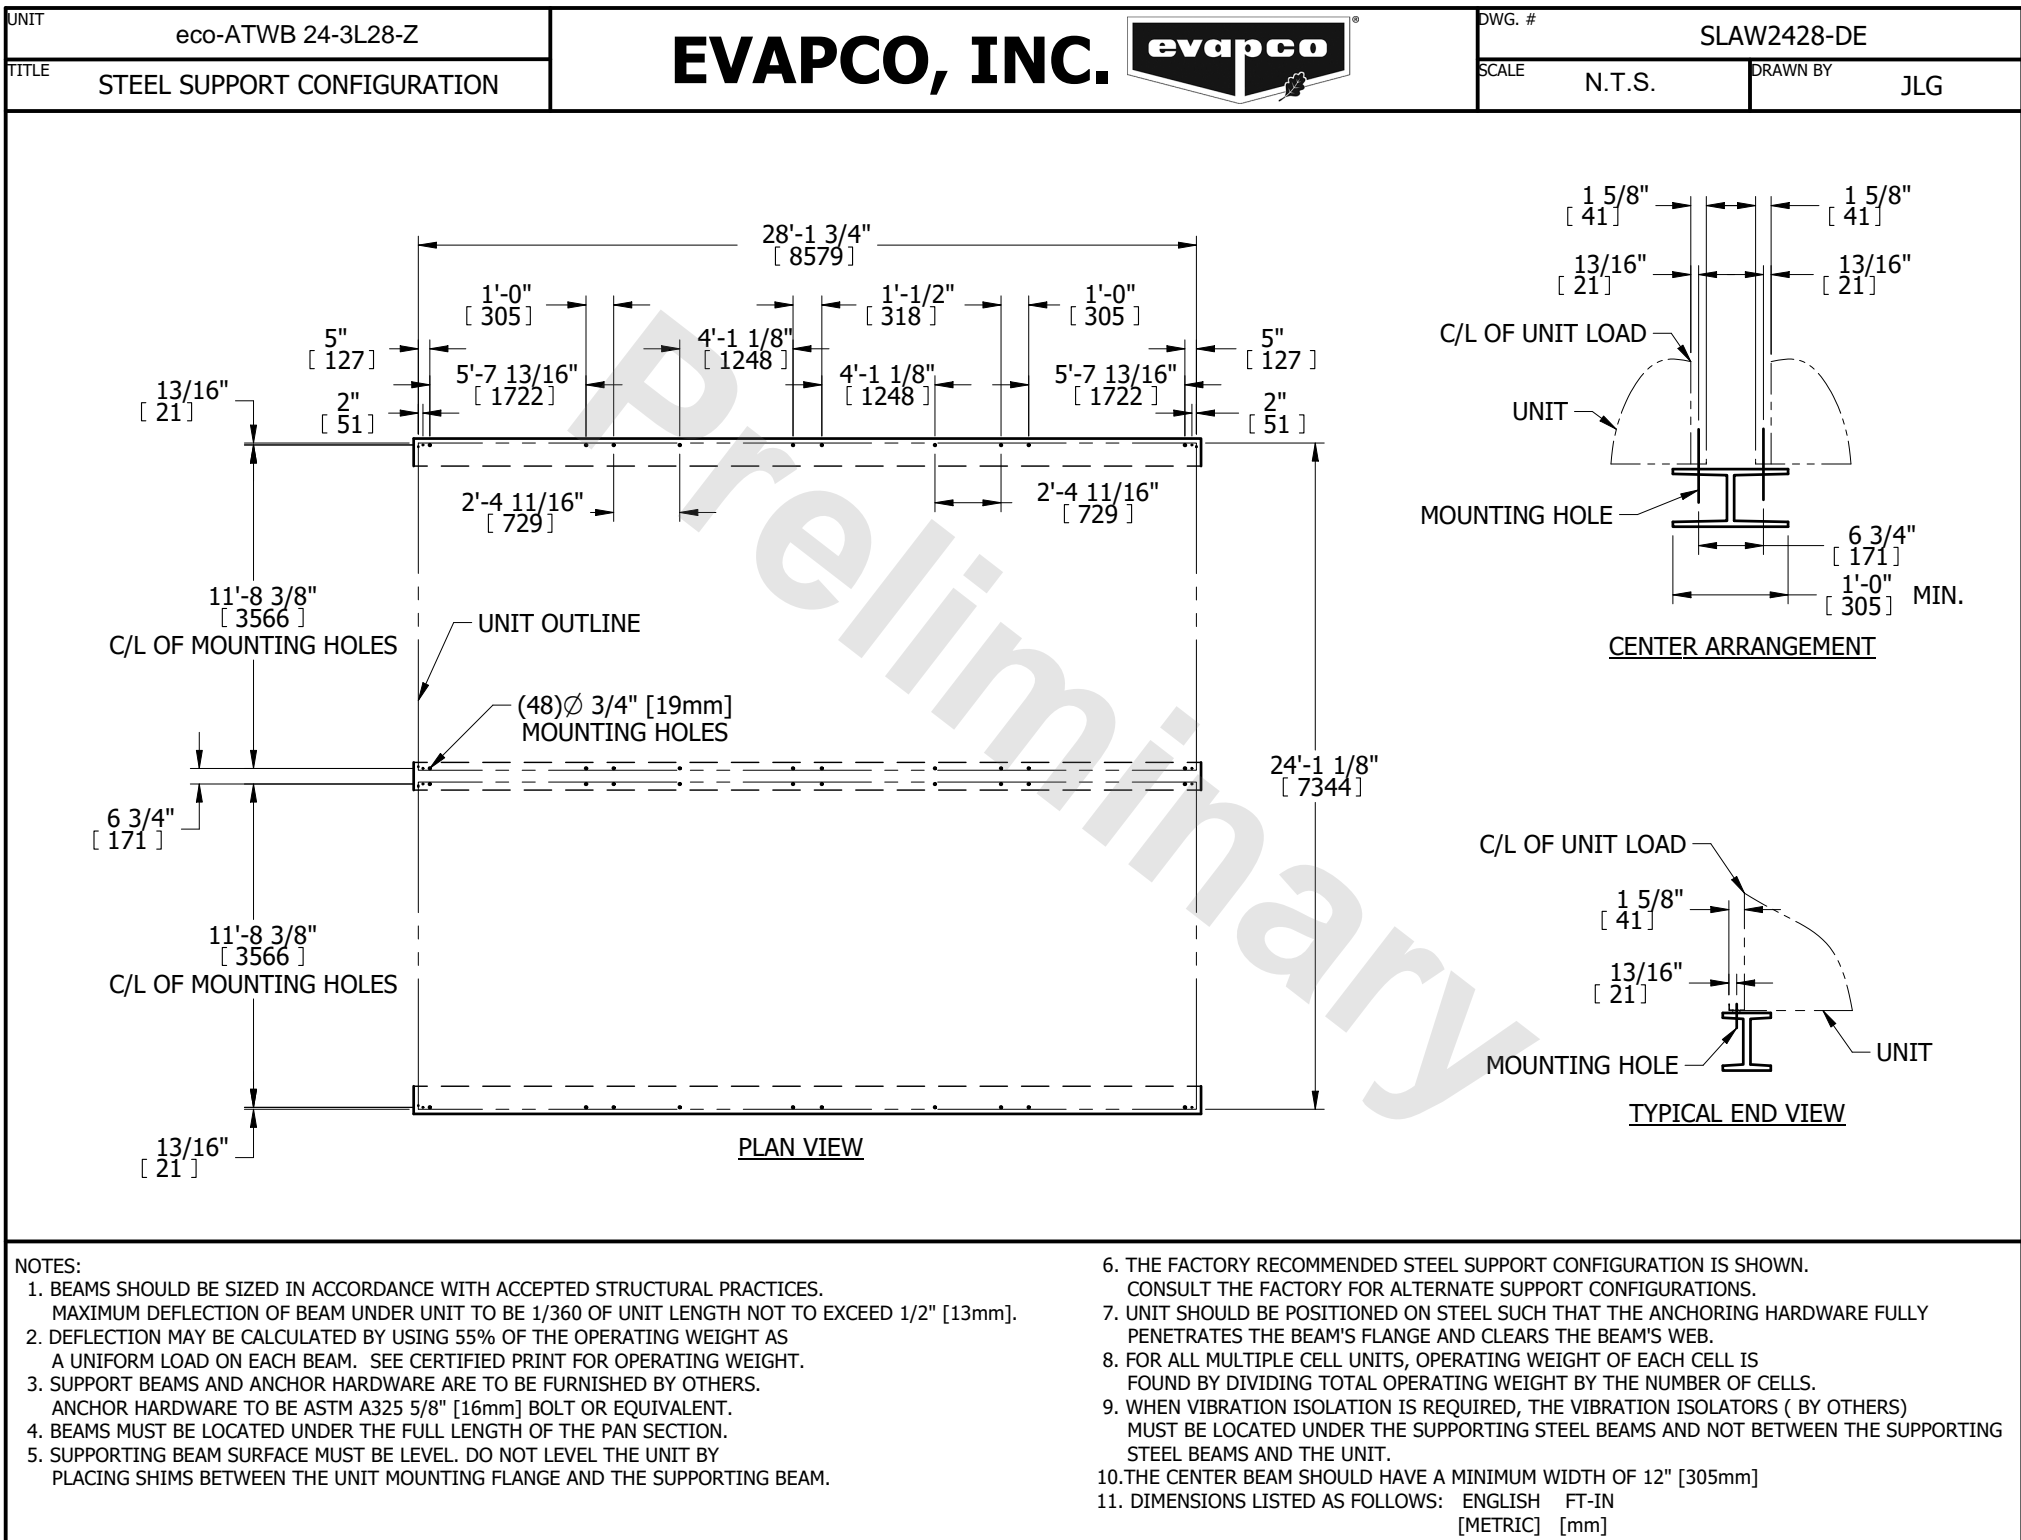 UNIT
eco-ATWB 24-3L28-Z
TITLE
STEEL SUPPORT CONFIGURATION
EVAPCO, INC.
evapco
®
DWG. #
SLAW2428-DE
SCALE
N.T.S.
DRAWN BY
JLG
28'-1 3/4"
[ 8579 ]
1'-0"
[ 305 ]
1'-1/2"
[ 318 ]
1'-0"
[ 305 ]
5"
[ 127 ]
4'-1 1/8"
[ 1248 ]
5"
[ 127 ]
5'-7 13/16"
[ 1722 ]
4'-1 1/8"
[ 1248 ]
5'-7 13/16"
[ 1722 ]
13/16"
[ 21 ]
2"
[ 51 ]
2"
[ 51 ]
2'-4 11/16"
[ 729 ]
2'-4 11/16"
[ 729 ]
11'-8 3/8"
[ 3566 ]
C/L OF MOUNTING HOLES
UNIT OUTLINE
(48)Ø 3/4" [19mm]
MOUNTING HOLES
6 3/4"
[ 171 ]
24'-1 1/8"
[ 7344 ]
11'-8 3/8"
[ 3566 ]
C/L OF MOUNTING HOLES
13/16"
[ 21 ]
PLAN VIEW
Preliminary
1 5/8"
[ 41 ]
1 5/8"
[ 41 ]
13/16"
[ 21 ]
13/16"
[ 21 ]
C/L OF UNIT LOAD
UNIT
MOUNTING HOLE
6 3/4"
[ 171 ]
1'-0"
[ 305 ]
MIN.
CENTER ARRANGEMENT
C/L OF UNIT LOAD
1 5/8"
[ 41 ]
13/16"
[ 21 ]
MOUNTING HOLE
UNIT
TYPICAL END VIEW
NOTES:
1. BEAMS SHOULD BE SIZED IN ACCORDANCE WITH ACCEPTED STRUCTURAL PRACTICES.
MAXIMUM DEFLECTION OF BEAM UNDER UNIT TO BE 1/360 OF UNIT LENGTH NOT TO EXCEED 1/2" [13mm].
2. DEFLECTION MAY BE CALCULATED BY USING 55% OF THE OPERATING WEIGHT AS
A UNIFORM LOAD ON EACH BEAM. SEE CERTIFIED PRINT FOR OPERATING WEIGHT.
3. SUPPORT BEAMS AND ANCHOR HARDWARE ARE TO BE FURNISHED BY OTHERS.
ANCHOR HARDWARE TO BE ASTM A325 5/8" [16mm] BOLT OR EQUIVALENT.
4. BEAMS MUST BE LOCATED UNDER THE FULL LENGTH OF THE PAN SECTION.
5. SUPPORTING BEAM SURFACE MUST BE LEVEL. DO NOT LEVEL THE UNIT BY
PLACING SHIMS BETWEEN THE UNIT MOUNTING FLANGE AND THE SUPPORTING BEAM.
6. THE FACTORY RECOMMENDED STEEL SUPPORT CONFIGURATION IS SHOWN.
CONSULT THE FACTORY FOR ALTERNATE SUPPORT CONFIGURATIONS.
7. UNIT SHOULD BE POSITIONED ON STEEL SUCH THAT THE ANCHORING HARDWARE FULLY
PENETRATES THE BEAM'S FLANGE AND CLEARS THE BEAM'S WEB.
8. FOR ALL MULTIPLE CELL UNITS, OPERATING WEIGHT OF EACH CELL IS
FOUND BY DIVIDING TOTAL OPERATING WEIGHT BY THE NUMBER OF CELLS.
9. WHEN VIBRATION ISOLATION IS REQUIRED, THE VIBRATION ISOLATORS ( BY OTHERS)
MUST BE LOCATED UNDER THE SUPPORTING STEEL BEAMS AND NOT BETWEEN THE SUPPORTING
STEEL BEAMS AND THE UNIT.
10.THE CENTER BEAM SHOULD HAVE A MINIMUM WIDTH OF 12" [305mm]
11. DIMENSIONS LISTED AS FOLLOWS: ENGLISH FT-IN
[METRIC] [mm]